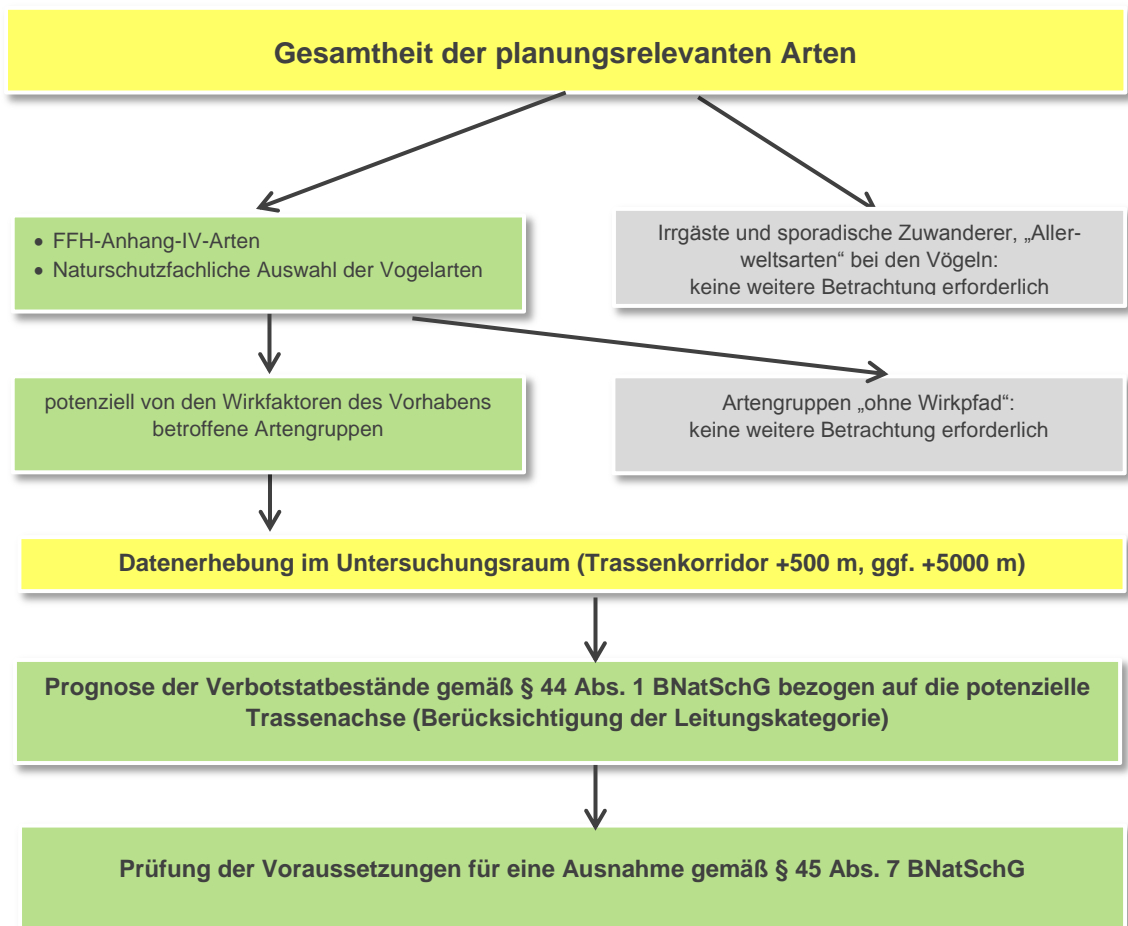 Gesamtheit der planungsrelevanten Arten
• FFH-Anhang-IV-Arten
• Naturschutzfachliche Auswahl der Vogelarten
Irrgäste und sporadische Zuwanderer, „Aller-
weltsarten“ bei den Vögeln:
keine weitere Betrachtung erforderlich
potenziell von den Wirkfaktoren des Vorhabens
betroffene Artengruppen
Artengruppen „ohne Wirkpfad“:
keine weitere Betrachtung erforderlich
Datenerhebung im Untersuchungsraum (Trassenkorridor +500 m, ggf. +5000 m)
Prognose der Verbotstatbestände gemäß § 44 Abs. 1 BNatSchG bezogen auf die potenzielle
Trassenachse (Berücksichtigung der Leitungskategorie)
Prüfung der Voraussetzungen für eine Ausnahme gemäß § 45 Abs. 7 BNatSchG